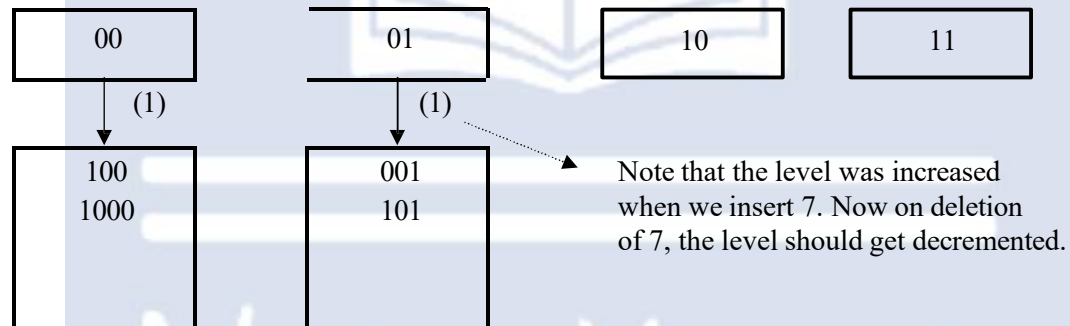 00 01 10 11
(1) (1)
100 001 Note that the level was increased
1000 101 when we insert 7. Now on deletion
of 7, the level should get decremented.